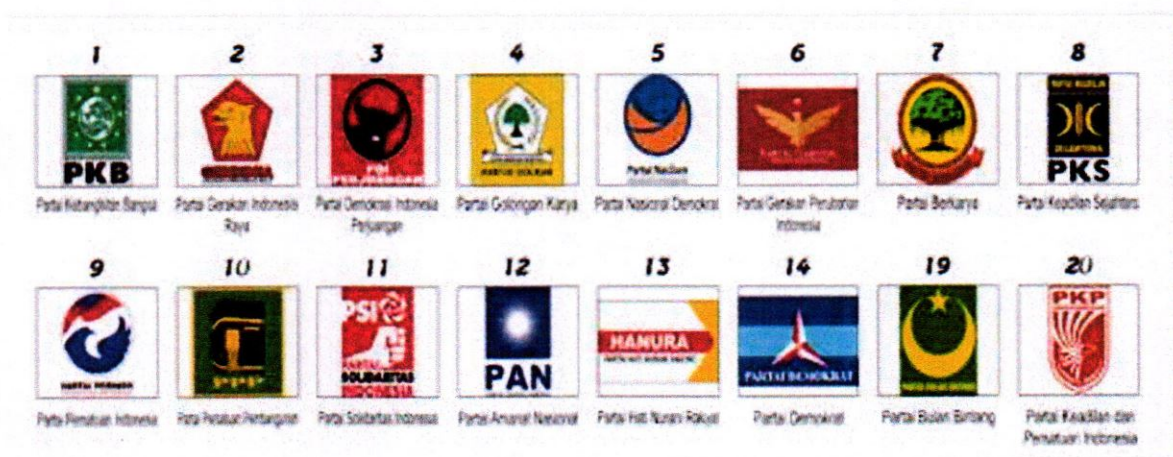 1 2 3 4 5 6 7 8
PKB
PDI
PERJUANGAN
PARTAI GOLKAR
Partai NasDem
PKS
Partai Kebangkitan Bangsa
Partai Gerakan Indonesia
Raya
Partai Demokrasi Indonesia
Perjuangan
Partai Golongan Karya
Partai Nasional Demokrat
Partai Gerakan Perubahan
Indonesia
Partai Berkarya
Partai Keadilan Sejahtera
9 10 11 12 13 14 19 20
PSI
PARTAI
SOLIDARITAS
INDONESIA
PAN
HANURA
PARTAI DEMOKRAT
PKP
Partai Persatuan Indonesia
Partai Persatuan Pembangunan
Partai Solidaritas Indonesia
Partai Amanat Nasional
Partai Hati Nurani Rakyat
Partai Demokrat
Partai Bulan Bintang
Partai Keadilan dan
Persatuan Indonesia